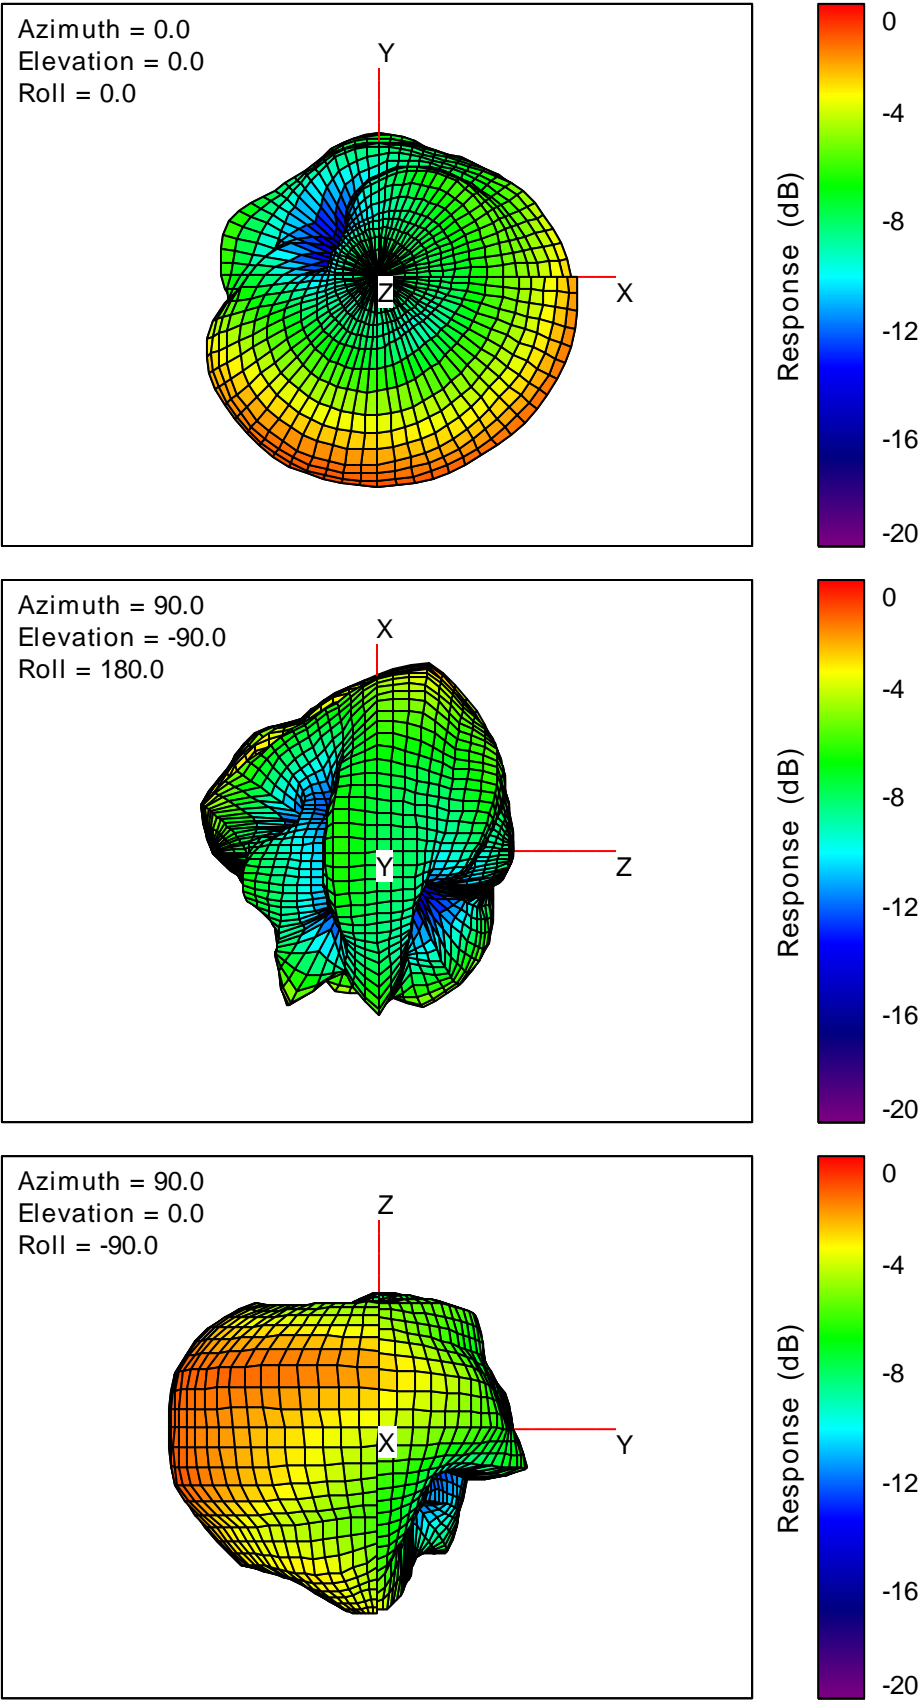 Azimuth = 0.0
Elevation = 0.0
Roll = 0.0
Y
X
Z
0
-4
-8
-12
-16
-20
Response (dB)
Azimuth = 90.0
Elevation = -90.0
Roll = 180.0
X
Z
Y
0
-4
-8
-12
-16
-20
Response (dB)
Azimuth = 90.0
Elevation = 0.0
Roll = -90.0
Z
Y
X
0
-4
-8
-12
-16
-20
Response (dB)